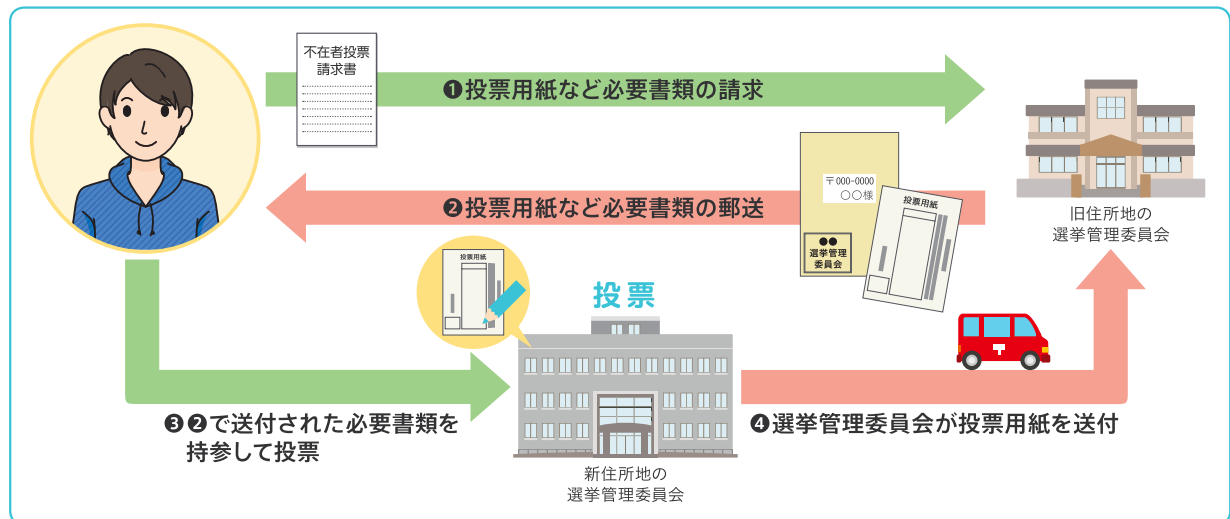 不在者投票
請求書
❶投票用紙など必要書類の請求
〒000-0000
〇〇様
投票用紙
●●
選挙管理
委員会
❷投票用紙など必要書類の郵送
旧住所地の
選挙管理委員会
投票用紙
投票
❸❷で送付された必要書類を
持参して投票
新住所地の
選挙管理委員会
〒
❹選挙管理委員会が投票用紙を送付